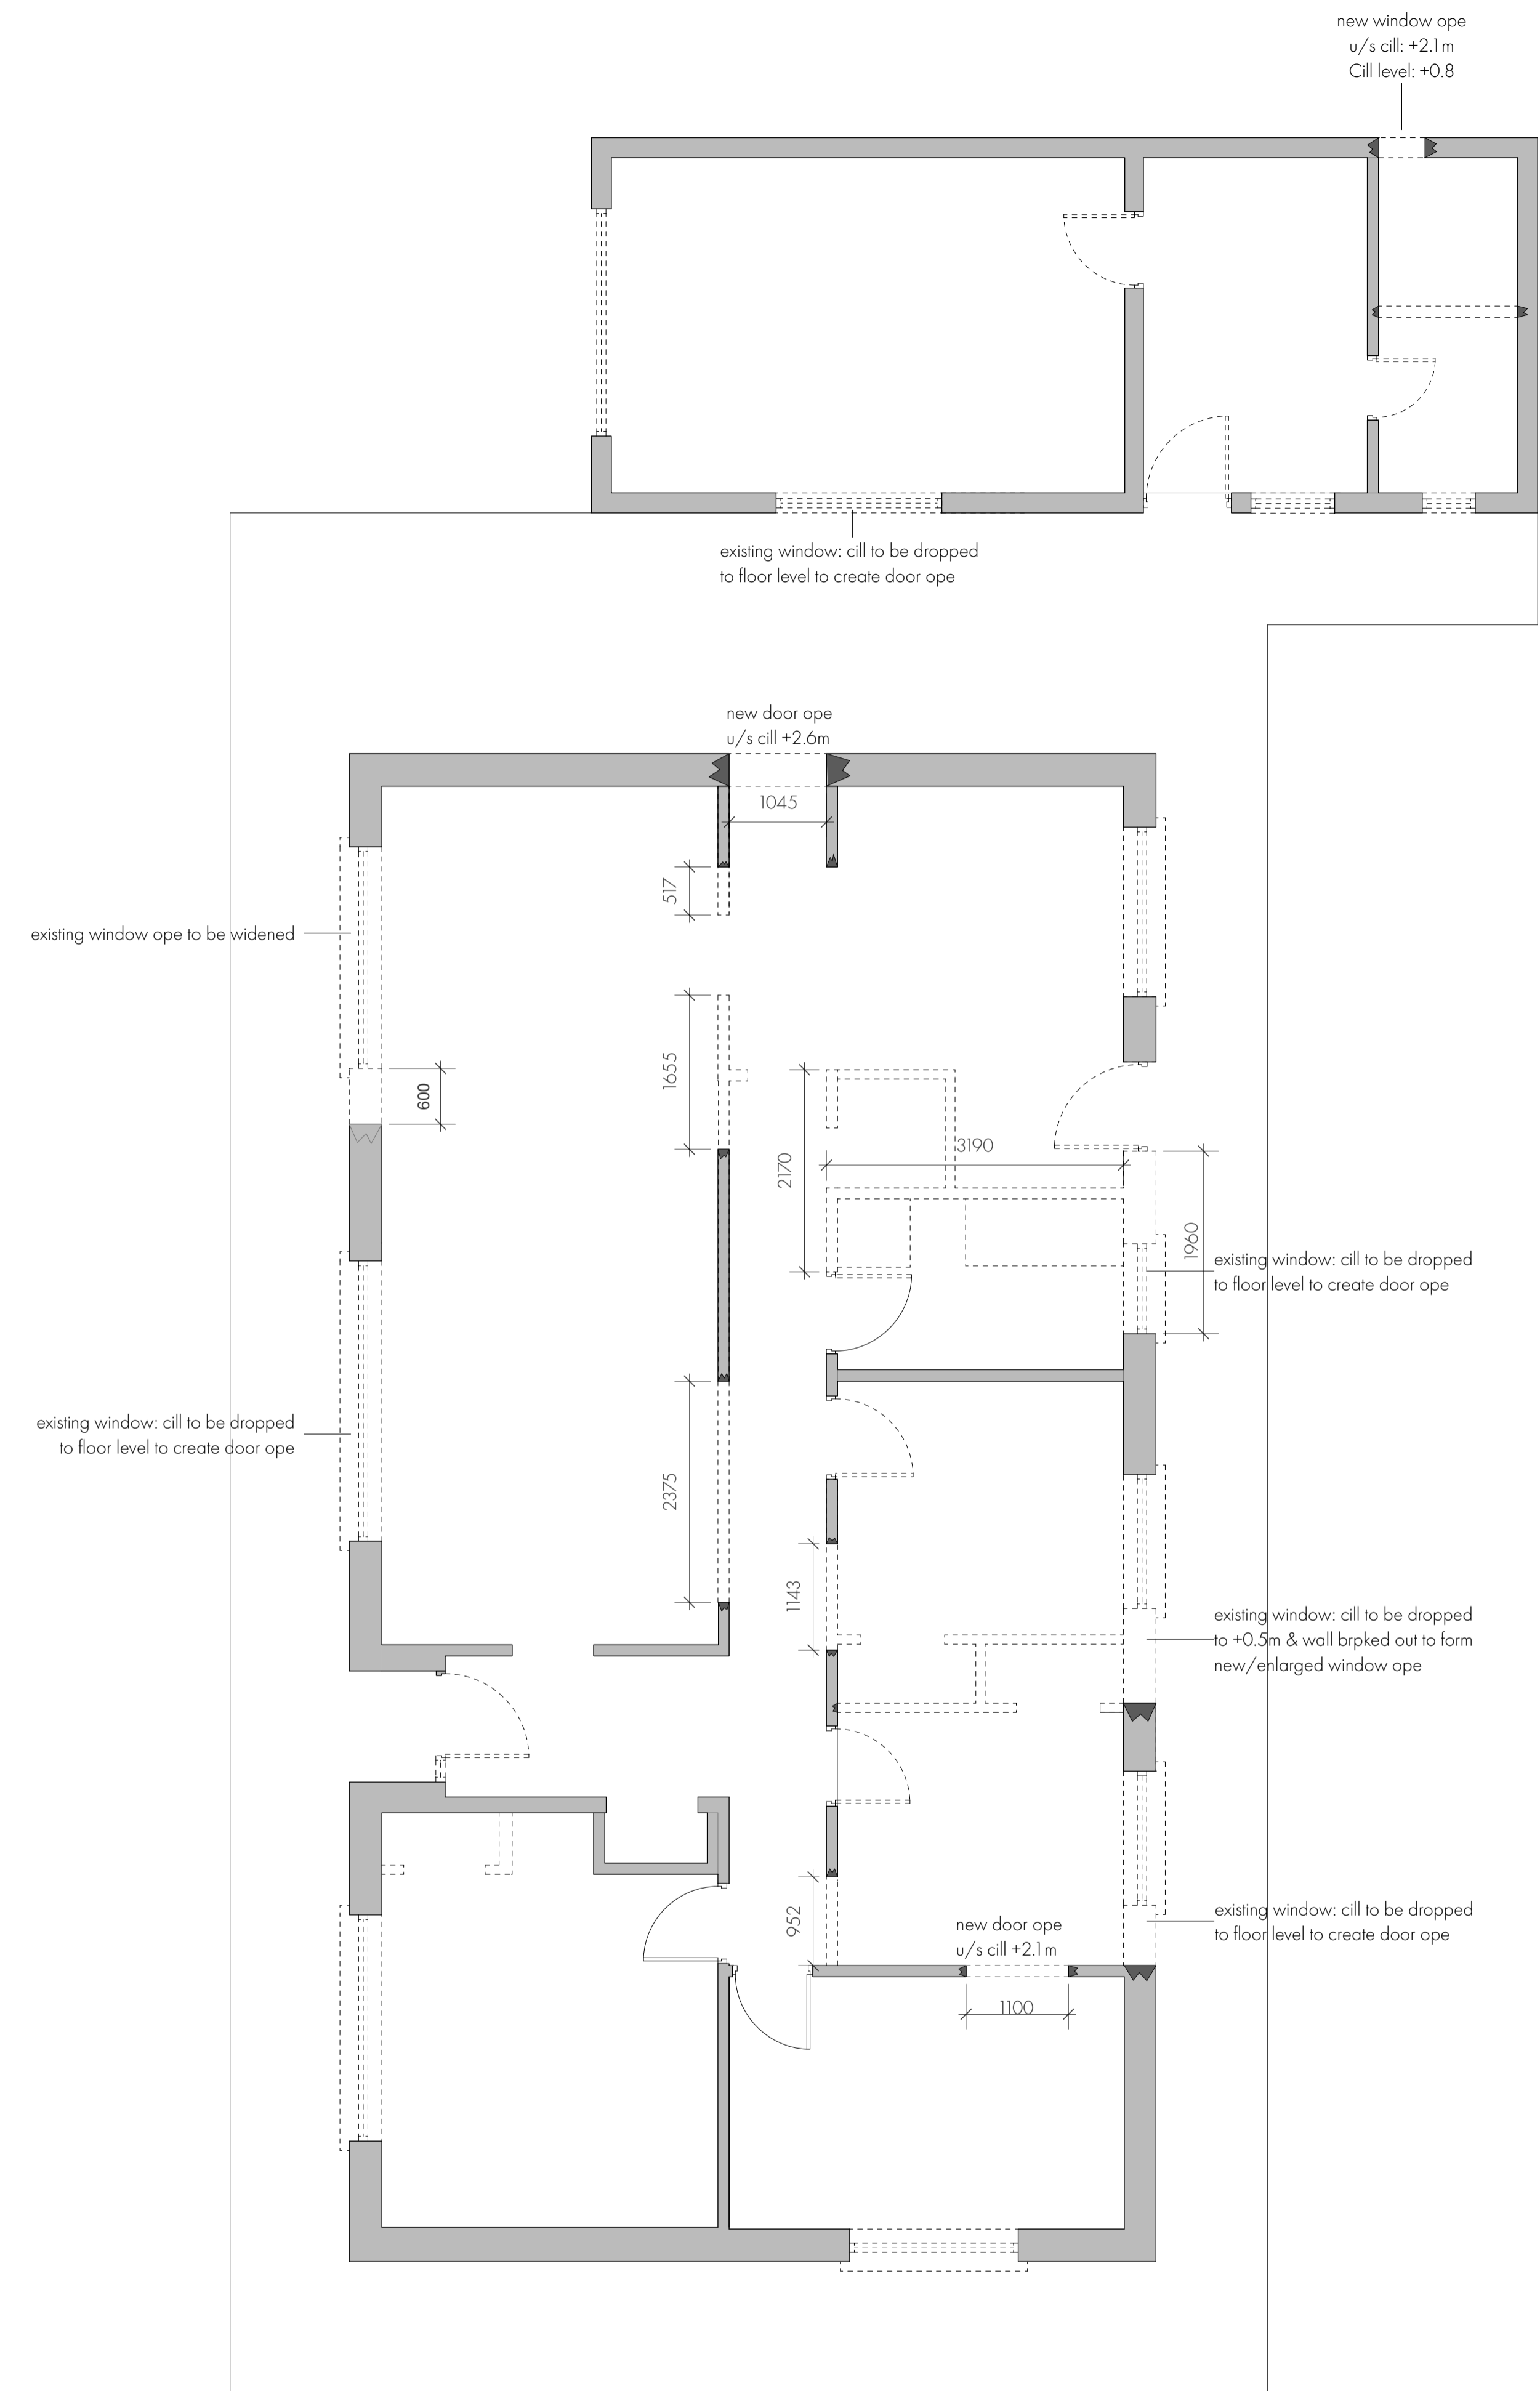 new window ope
u/s cill: +2.1m
Cill level: +0.8
existing window: cill to be dropped
to floor level to create door ope
new door ope
u/s cill +2.6m
1045
517
existing window ope to be widened
1655
600
2170
3190
1960
existing window: cill to be dropped
to floor level to create door ope
existing window: cill to be dropped
to floor level to create door ope
2375
1143
existing window: cill to be dropped
to +0.5m & wall brpked out to form
new/enlarged window ope
952
new door ope
u/s cill +2.1m
existing window: cill to be dropped
to floor level to create door ope
1100